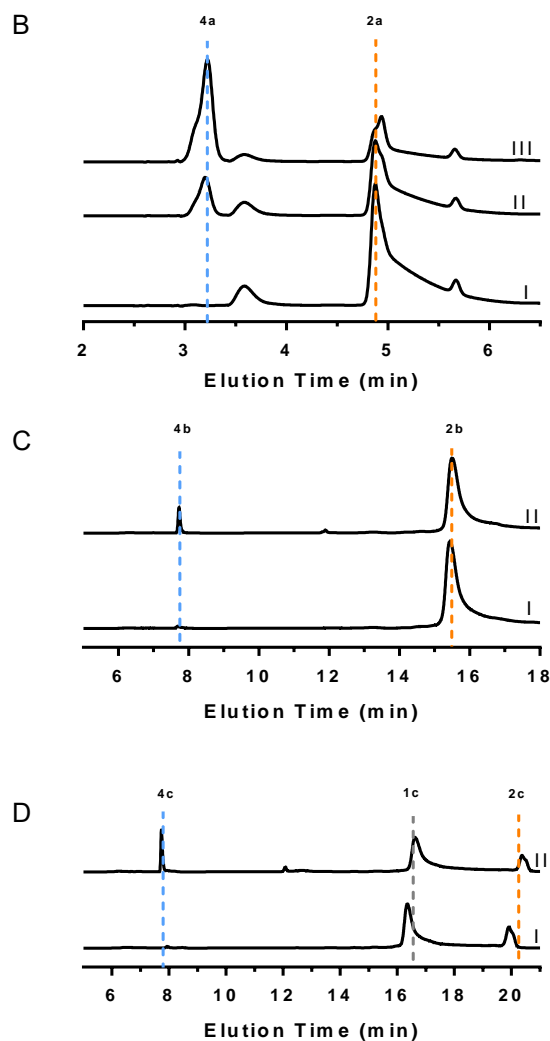 B
4a 2a
III
II
I
2 3 4 5 6
Elution Time (min)
C
4b 2b
II
I
6 8 10 12 14 16 18
Elution Time (min)
D
4c 1c 2c
II
I
6 8 10 12 14 16 18 20
Elution Time (min)